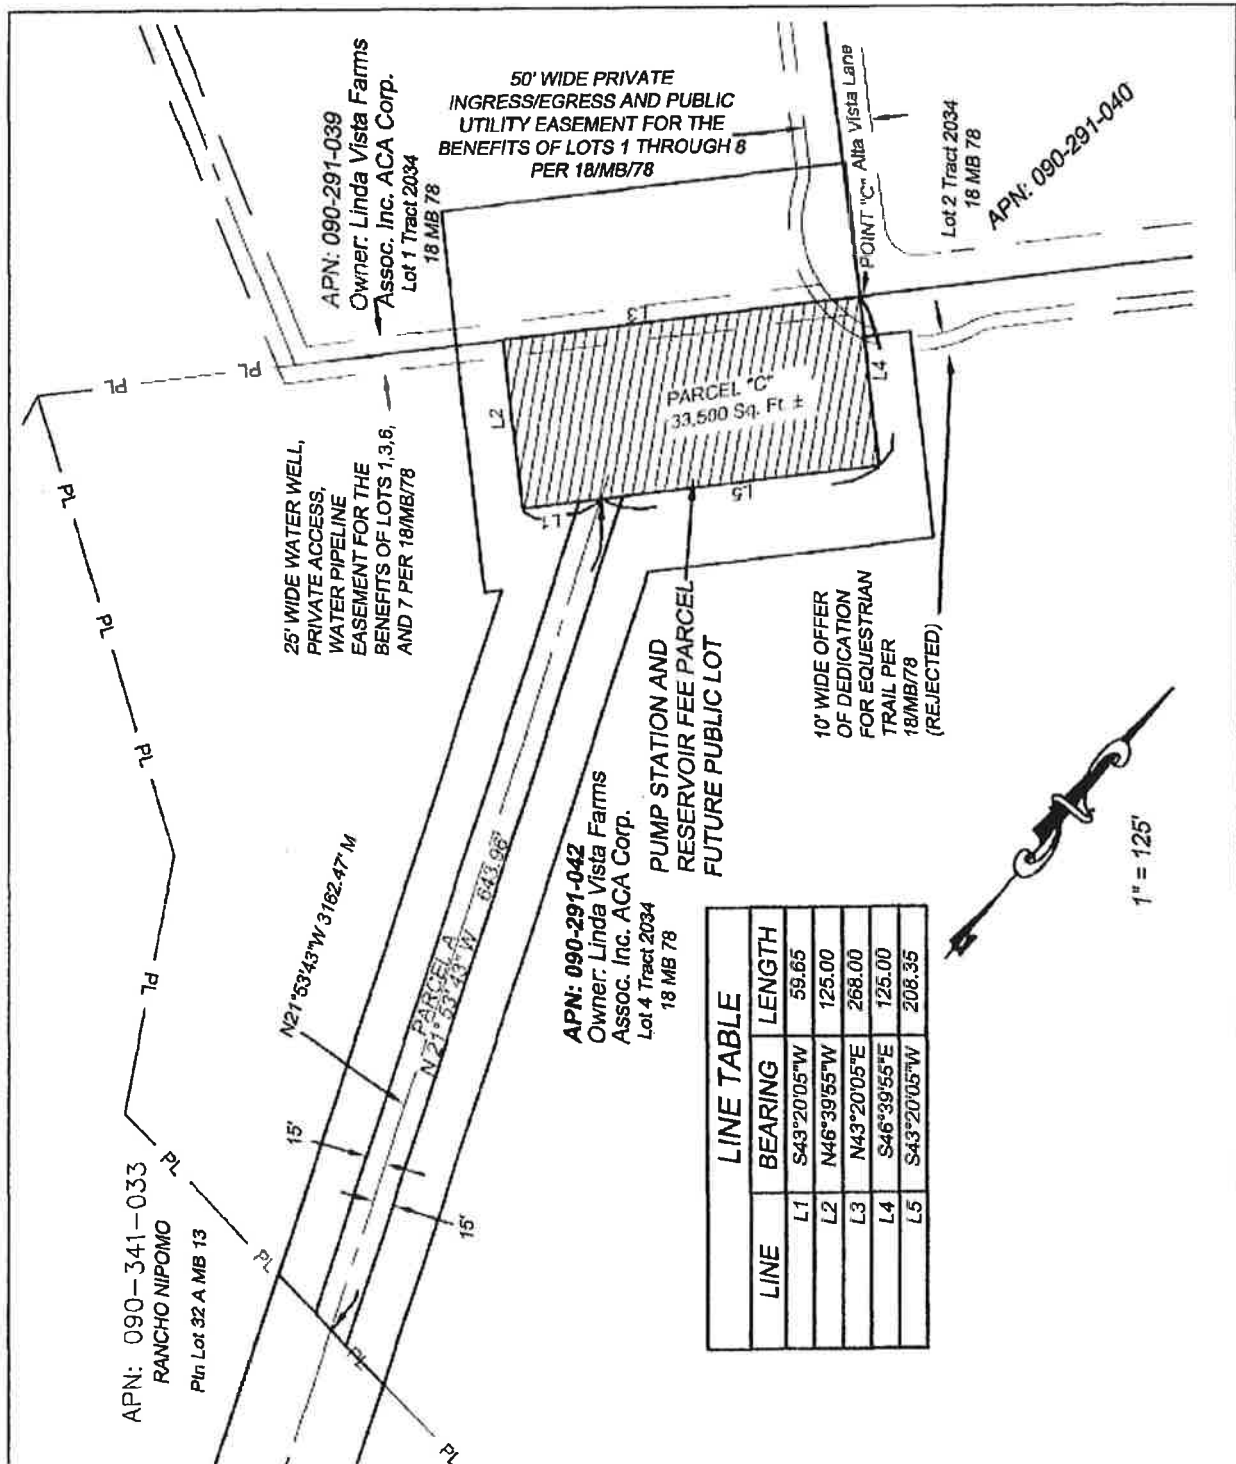 APN: 090-291-039
Owner: Linda Vista Farms
Assoc. Inc. ACA Corp.
Lot 1 Tract 2034
18 MB 78
50' WIDE PRIVATE
INGRESS/EGRESS AND PUBLIC
UTILITY EASEMENT FOR THE
BENEFITS OF LOTS 1 THROUGH 8
PER 18/MB/78
Alta Vista Lane
POINT "C"
Lot 2 Tract 2034
18 MB 78
APN: 090-291-040
PL
PL
PL
PL
PL
PL
PL
PL
PL
PL
PL
25' WIDE WATER WELL,
PRIVATE ACCESS,
WATER PIPELINE
EASEMENT FOR THE
BENEFITS OF LOTS 1,3,6,
AND 7 PER 18/MB/78
L2
L3
L4
L1
L5
PARCEL "C"
33,500 Sq. Ft. ±
PUMP STATION AND
RESERVOIR FEE PARCEL
FUTURE PUBLIC LOT
10' WIDE OFFER
OF DEDICATION
FOR EQUESTRIAN
TRAIL PER
18/MB/78
(REJECTED)
N21°53'43"W 3162.47' M
PARCEL A
N 21° 53' 43" W 643.96'
15'
15'
APN: 090-291-042
Owner: Linda Vista Farms
Assoc. Inc. ACA Corp.
Lot 4 Tract 2034
18 MB 78
APN: 090-341-033
RANCHO NIPOMO
Ptn Lot 32 A MB 13
LINE TABLE
LINE BEARING LENGTH
L1 S43°20'05"W 59.65
L2 N46°39'55"W 125.00
L3 N43°20'05"E 268.00
L4 S46°39'55"E 125.00
L5 S43°20'05"W 208.35
1" = 125'